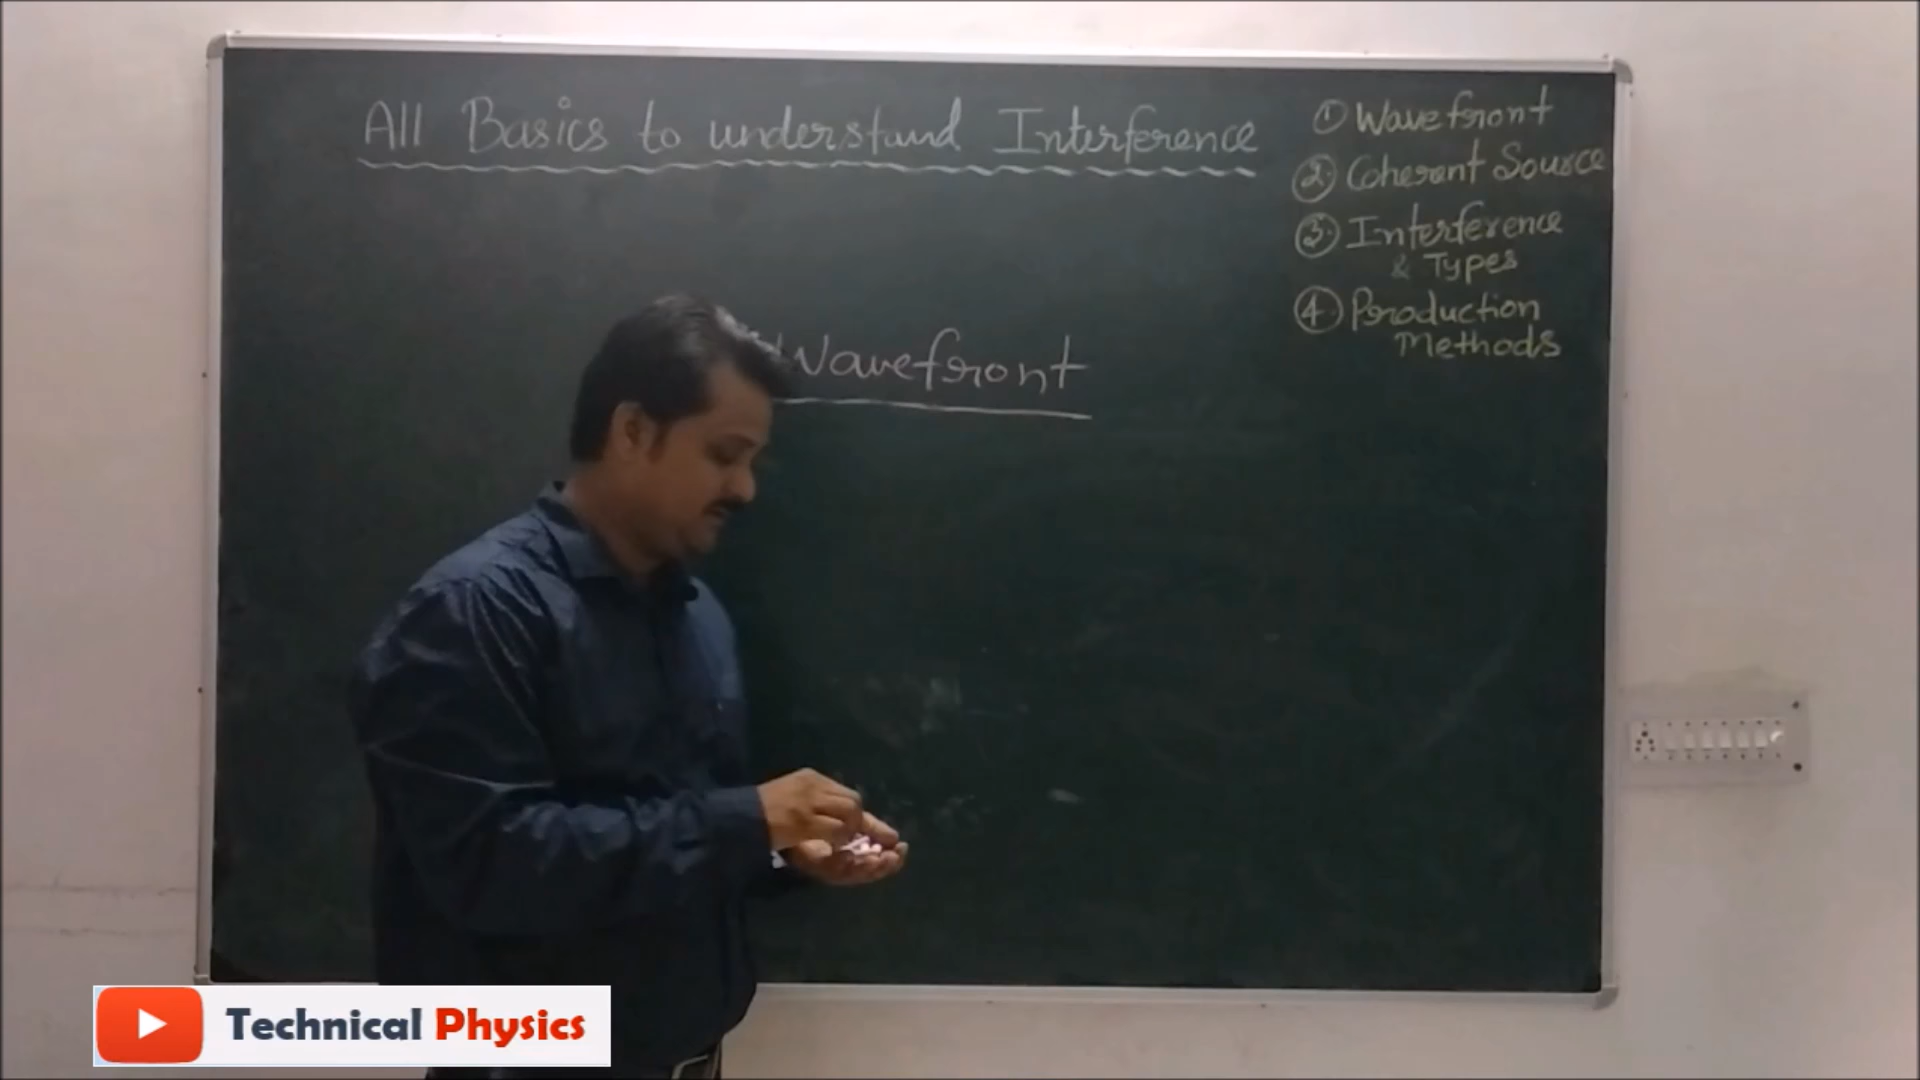 All Basics to understand Interference
① Wavefront
②. Coherent Source
③. Interference
& Types
④. Production
Methods
Wavefront
Technical Physics